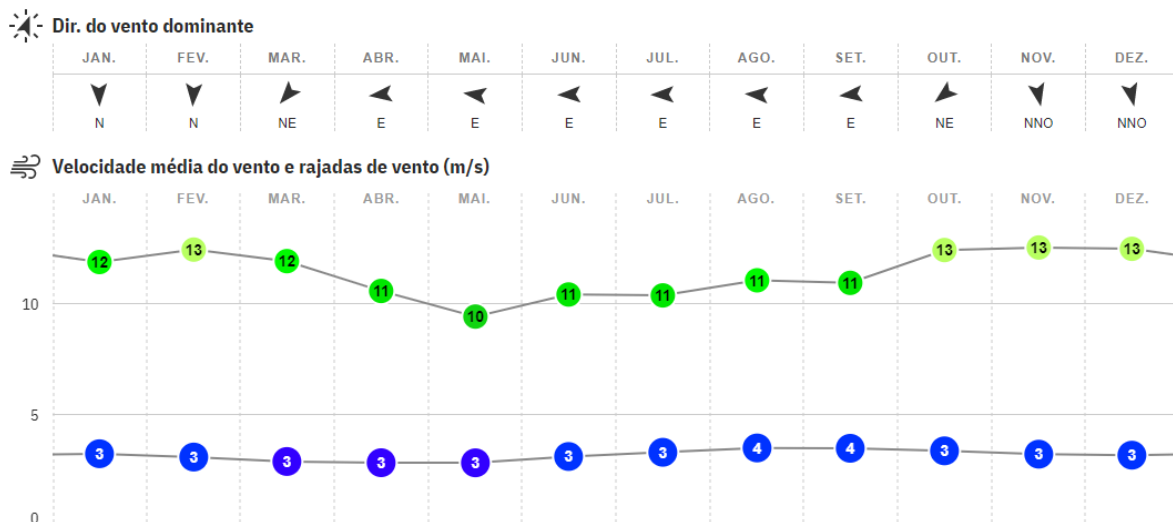 Dir. do vento dominante
JAN. FEV. MAR. ABR. MAI. JUN. JUL. AGO. SET. OUT. NOV. DEZ.
N N NE E E E E E E NE NNO NNO
Velocidade média do vento e rajadas de vento (m/s)
JAN. FEV. MAR. ABR. MAI. JUN. JUL. AGO. SET. OUT. NOV. DEZ.
12 13 12 11 10 11 11 11 11 13 13 13
10
5
3 3 3 3 3 3 3 4 4 3 3 3
0